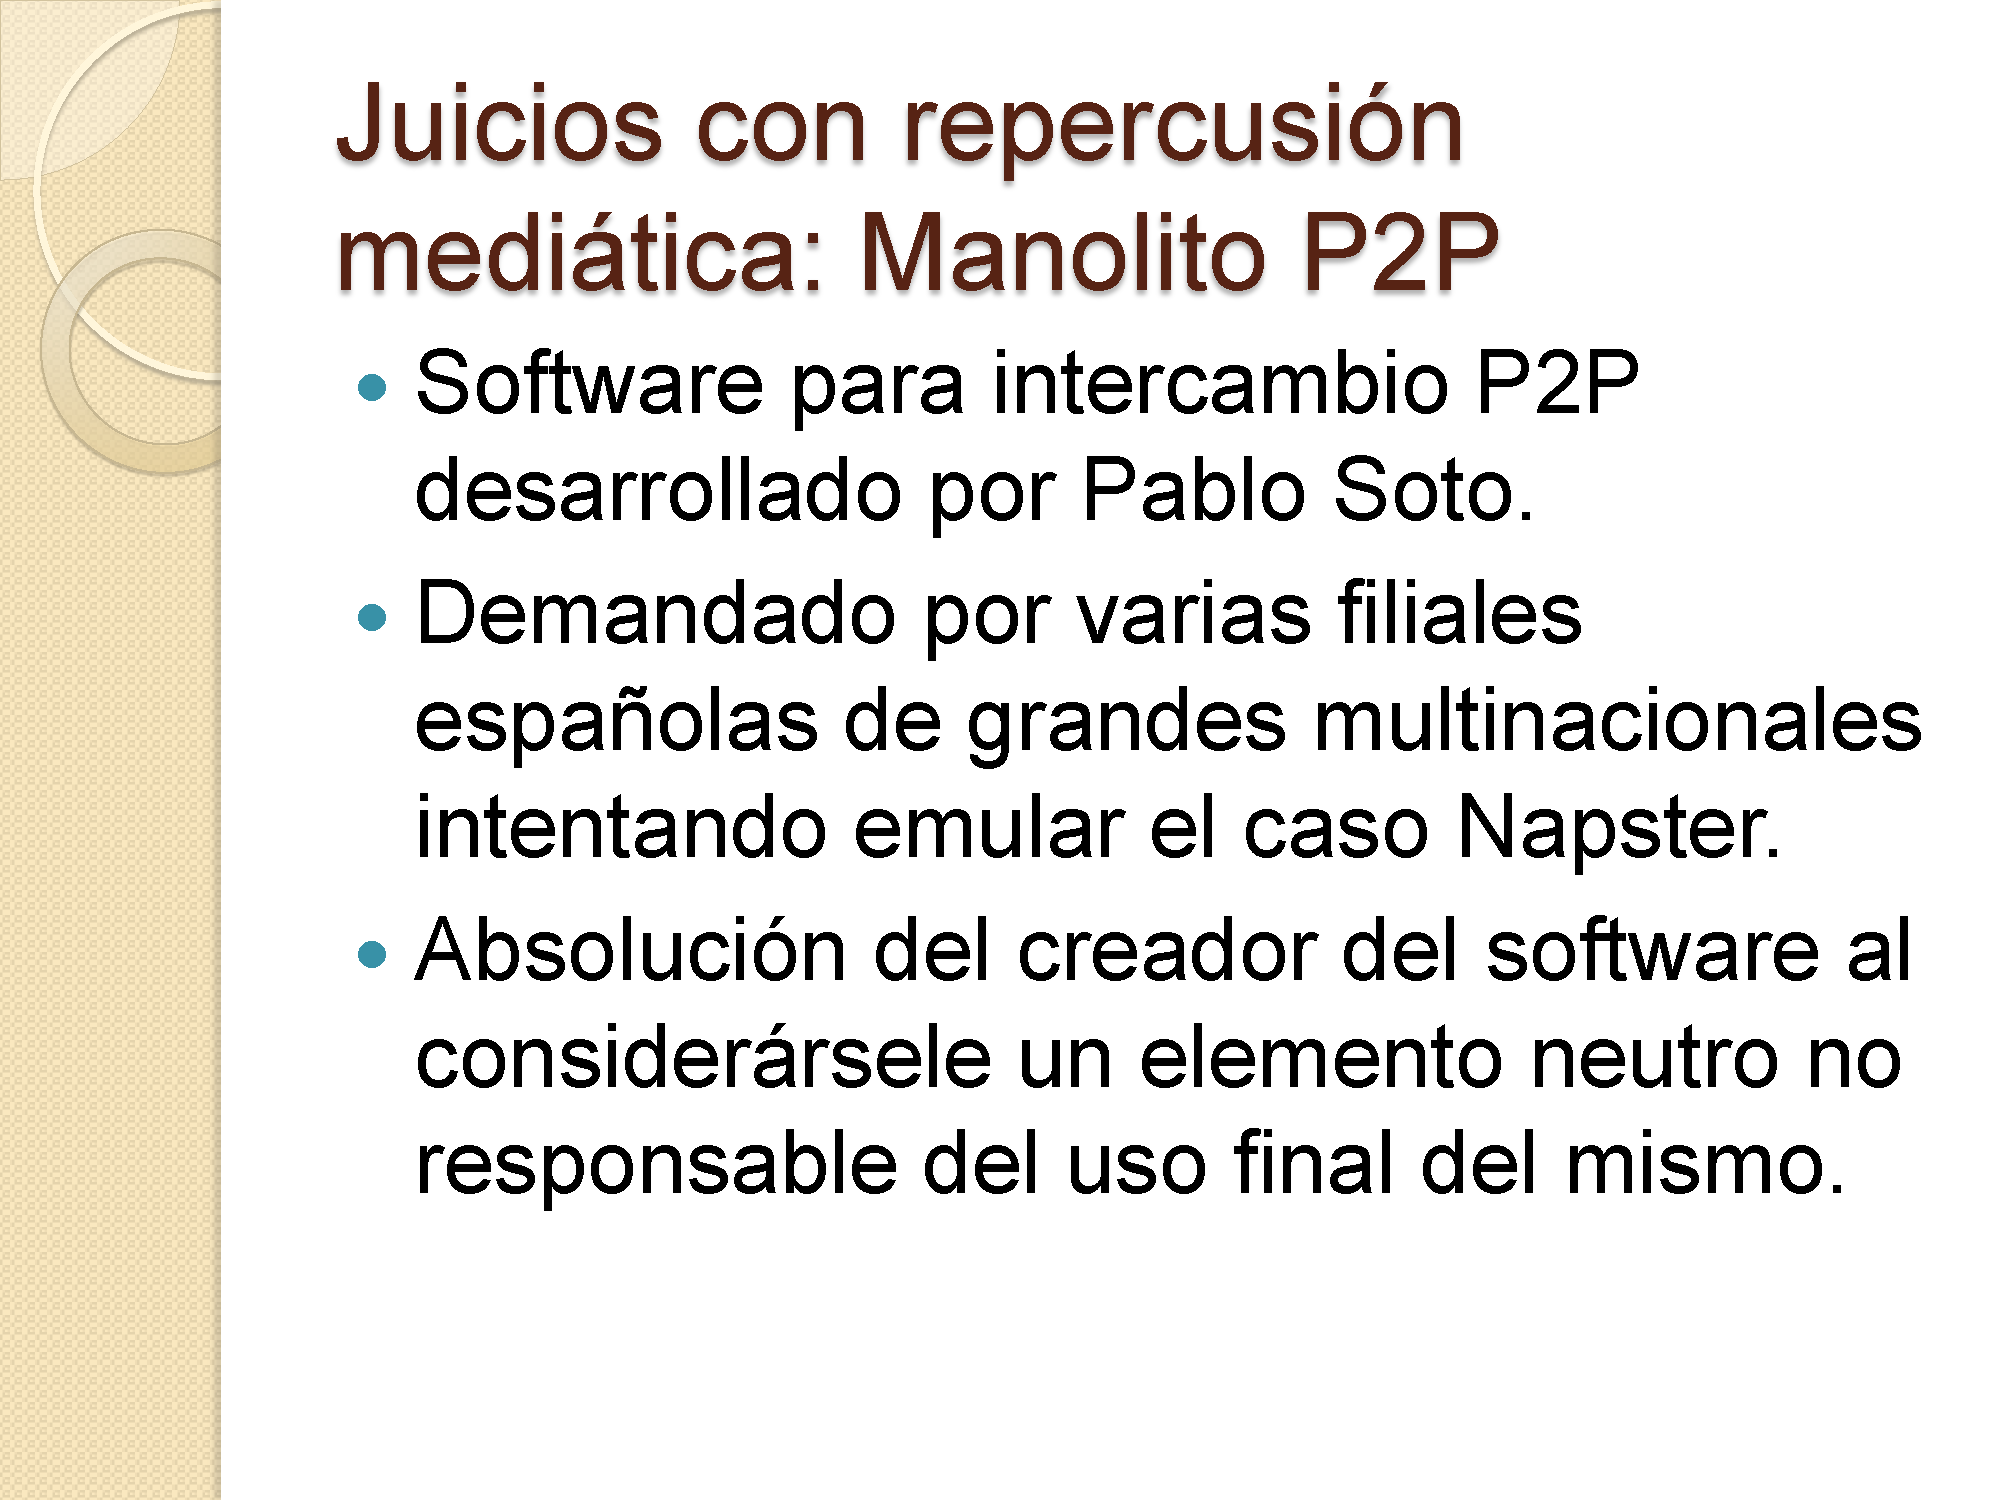 Juicios con repercusión
mediática: Manolito P2P
• Software para intercambio P2P
desarrollado por Pablo Soto.
• Demandado por varias filiales
españolas de grandes multinacionales
intentando emular el caso Napster.
• Absolución del creador del software al
considerársele un elemento neutro no
responsable del uso final del mismo.